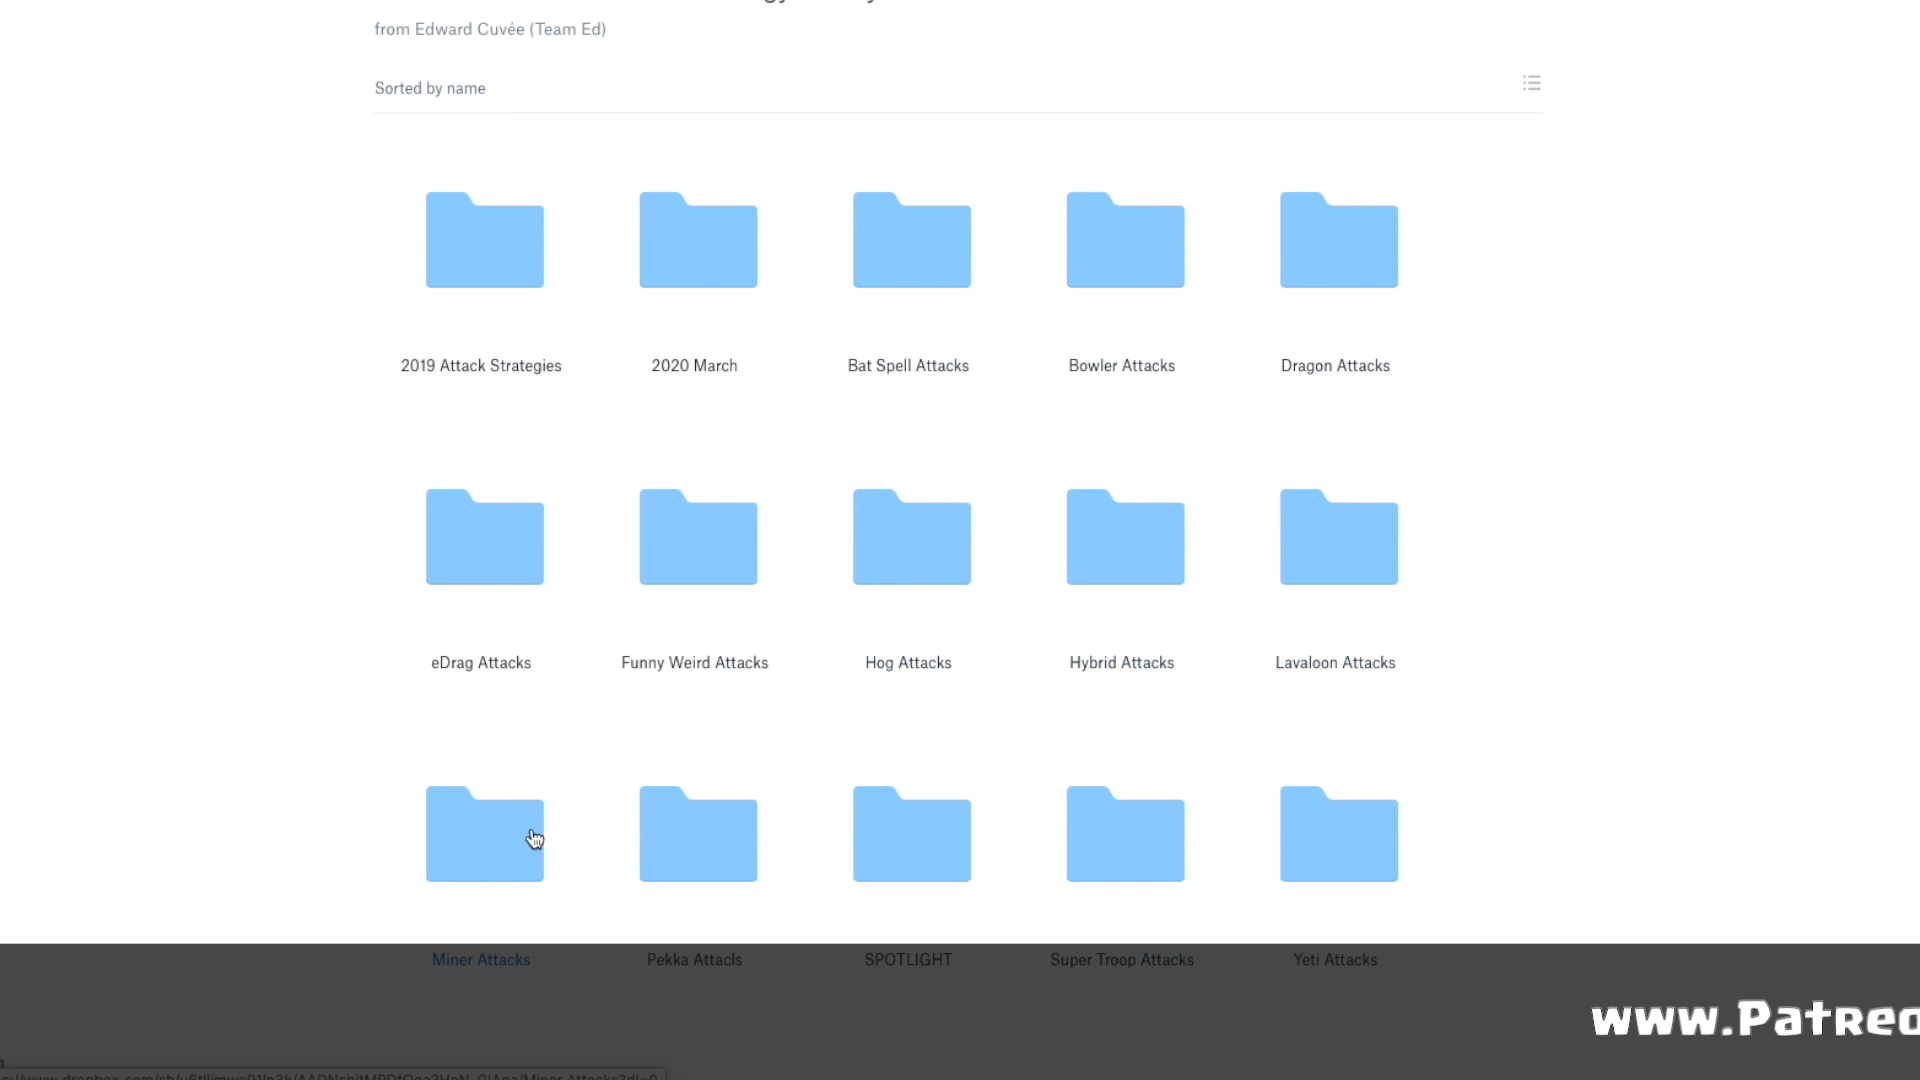 from Edward Cuvée (Team Ed)
Sorted by name
2019 Attack Strategies
2020 March
Bat Spell Attacks
Bowler Attacks
Dragon Attacks
eDrag Attacks
Funny Weird Attacks
Hog Attacks
Hybrid Attacks
Lavaloon Attacks
Miner Attacks
Pekka Attacls
SPOTLIGHT
Super Troop Attacks
Yeti Attacks
www.Patreo